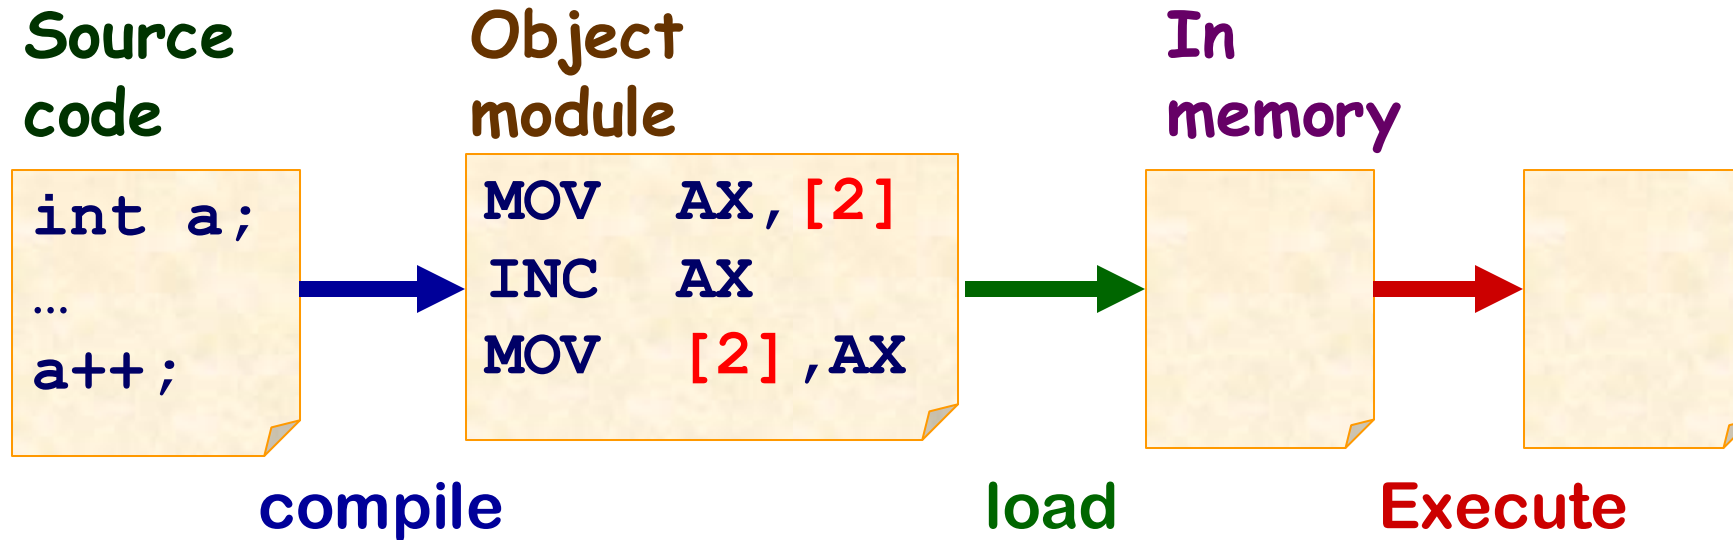 Source
code
Object
module
In
memory
int a;
…
a++;
MOV AX,[2]
INC AX
MOV [2],AX
compile
load
Execute